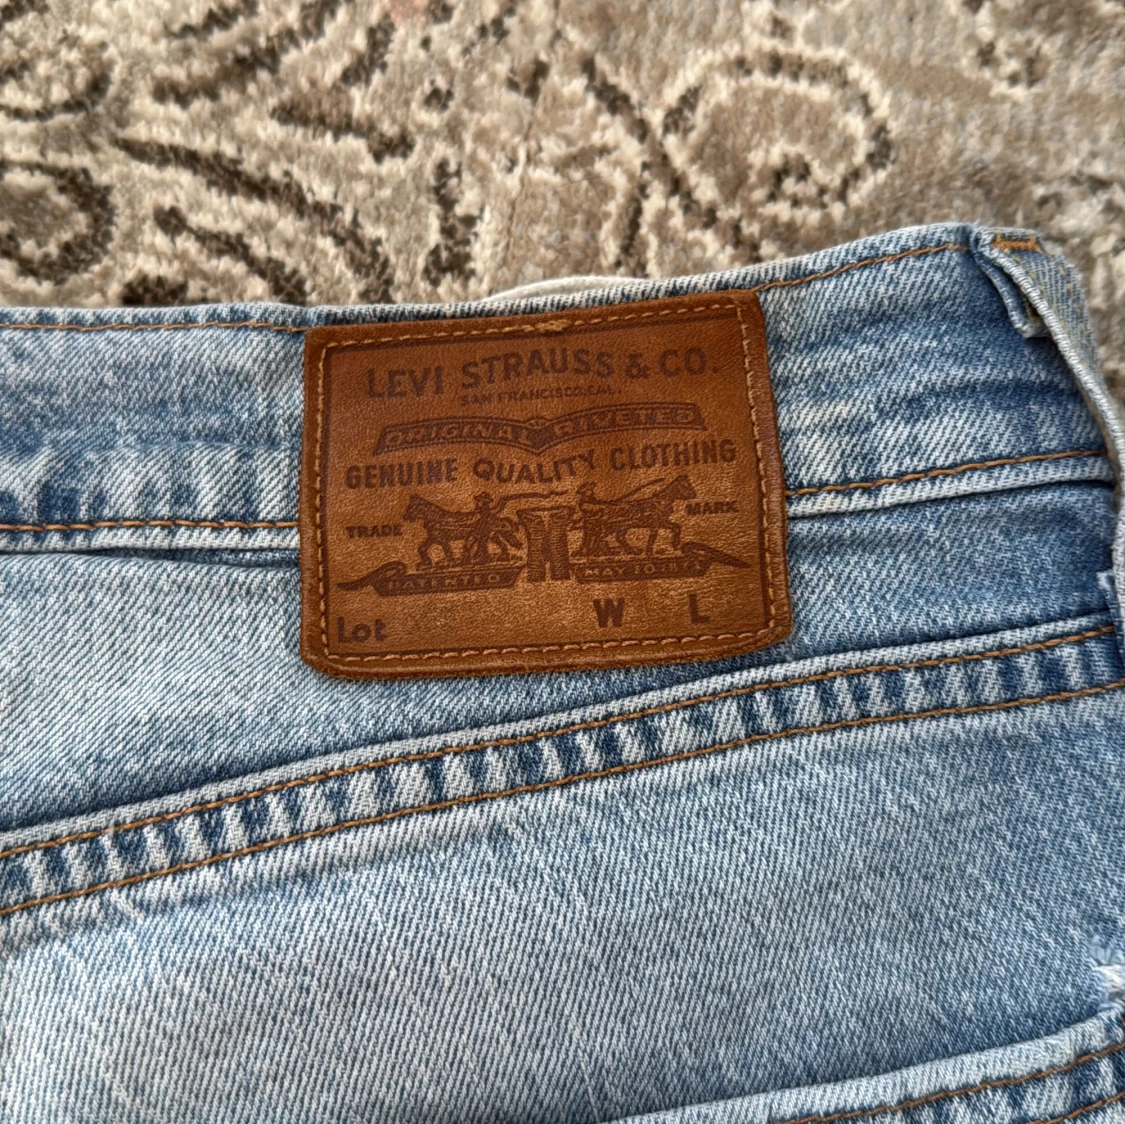 LEVI STRAUSS & CO.
SAN FRANCISCO, CAL.
ORIGINAL RIVETED
GENUINE QUALITY CLOTHING
TRADE MARK
PATENTED MAY 20 1873
Lot W L